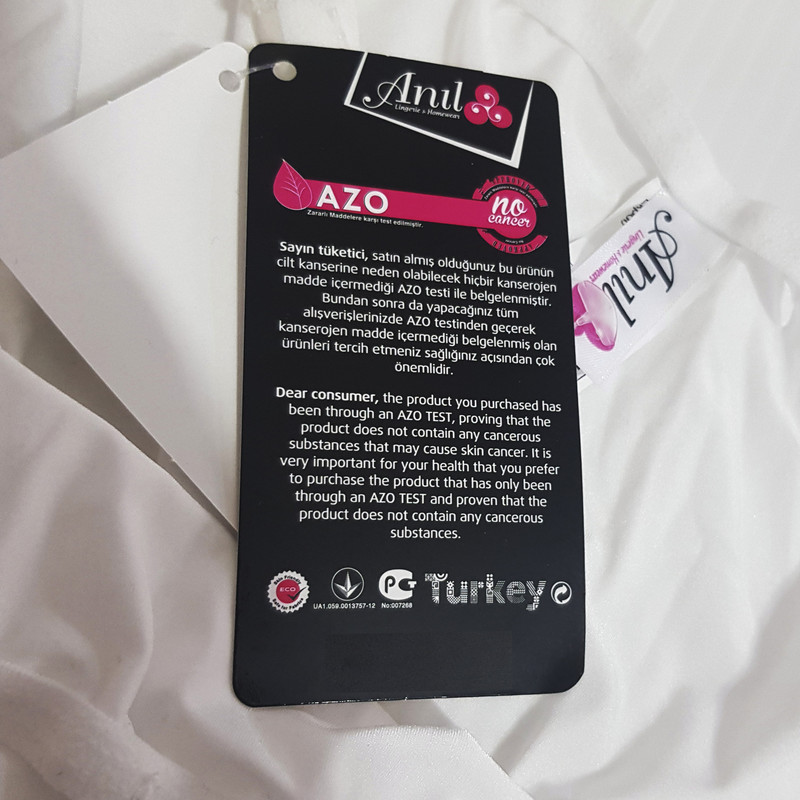 Anıl
Lingerie & Homewear
AZO
Zararlı Maddelere karşı test edilmiştir.
no
cancer
Sayın tüketici, satın almış olduğunuz bu ürünün
cilt kanserine neden olabilecek hiçbir kanserojen
madde içermediği AZO testi ile belgelenmiştir.
Bundan sonra da yapacağınız tüm
alışverişlerinizde AZO testinden geçerek
kanserojen madde içermediği belgelenmiş olan
ürünleri tercih etmeniz sağlığınız açısından çok
önemlidir.
Dear consumer, the product you purchased has
been through an AZO TEST, proving that the
product does not contain any cancerous
substances that may cause skin cancer. It is
very important for your health that you prefer
to purchase the product that has only been
through an AZO TEST and proven that the
product does not contain any cancerous
substances.
ECO
UA1.059.0013757-12
PCT
No:007268
Turkey
Anıl
Lingerie & Homewear